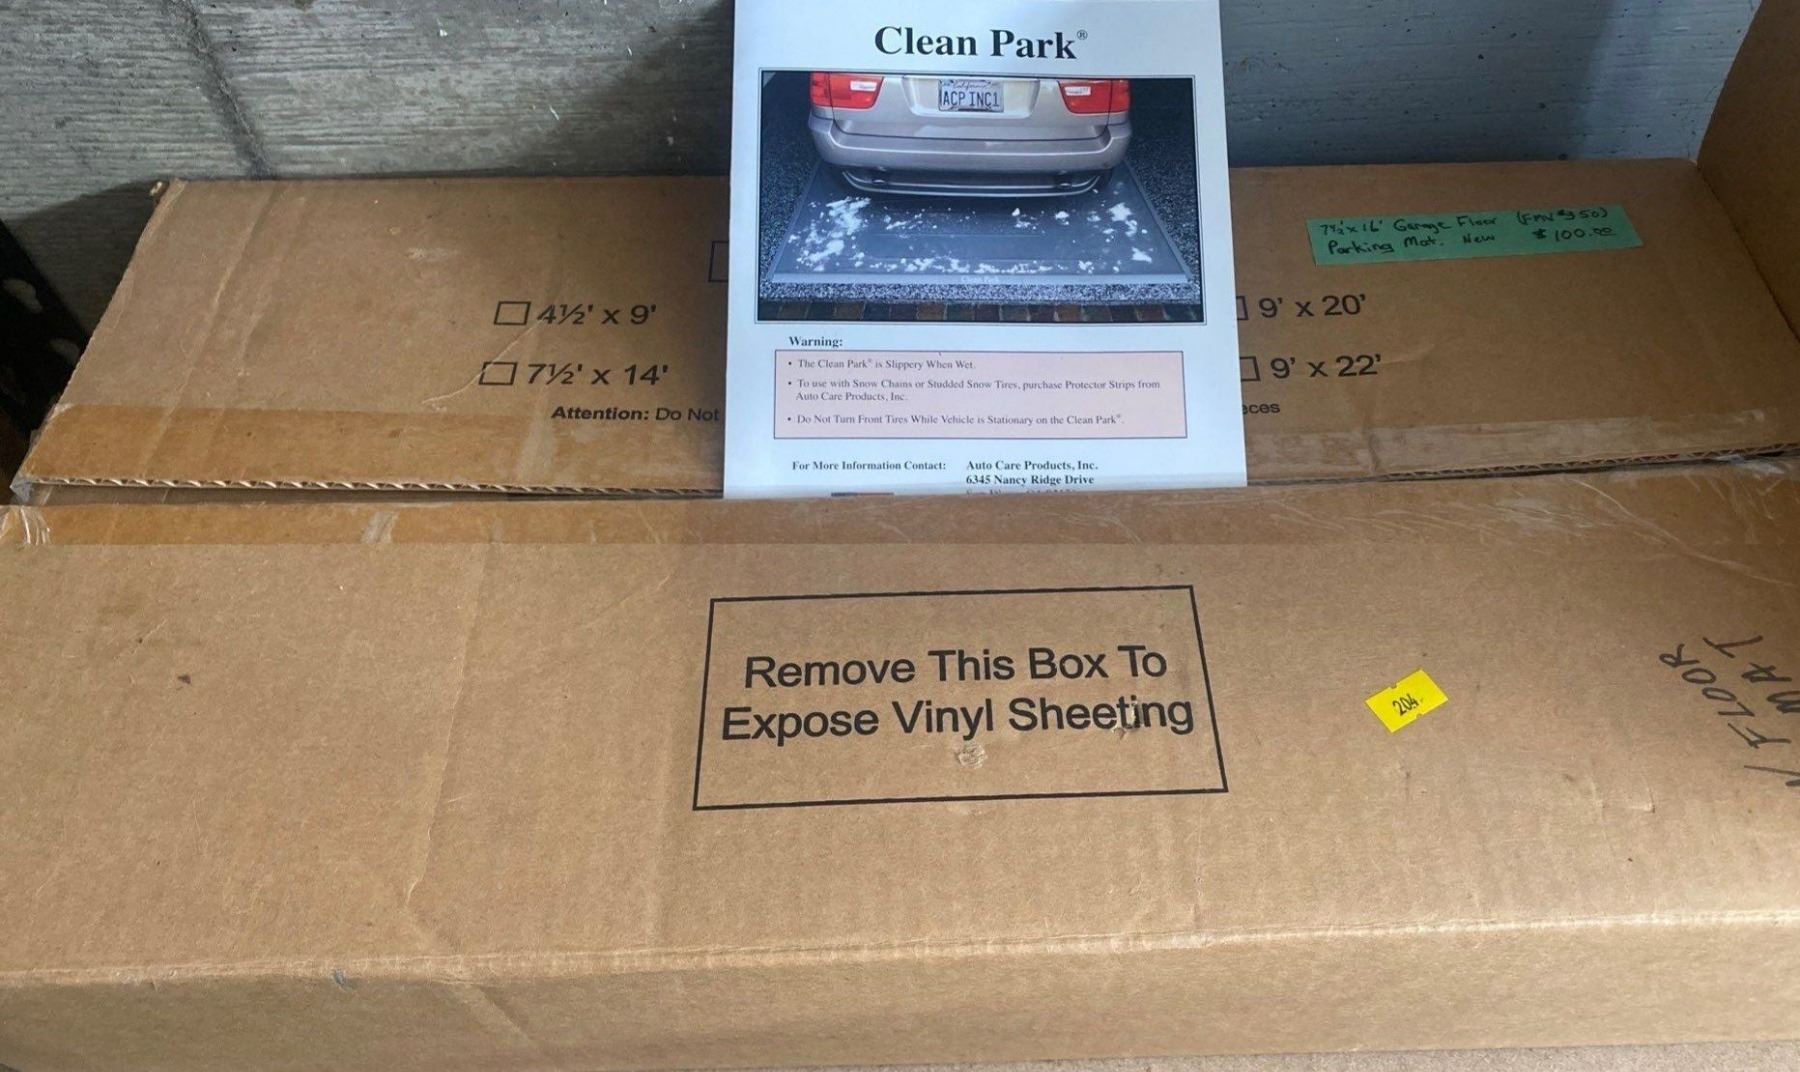 Clean Park®
California
ACP INC1
7½' x 16' Garage Floor
Parking Mat. New $100.00
☐ 4½' x 9'
9' x 20'
☐ 7½' x 14'
9' x 22'
Attention: Do Not
Warning:
• The Clean Park® is Slippery When Wet.
• To use with Snow Chains or Studded Snow Tires, purchase Protector Strips from
Auto Care Products, Inc.
• Do Not Turn Front Tires While Vehicle is Stationary on the Clean Park®.
For More Information Contact: Auto Care Products, Inc.
6345 Nancy Ridge Drive
Remove This Box To
Expose Vinyl Sheeting
204
FLOOR
MAT